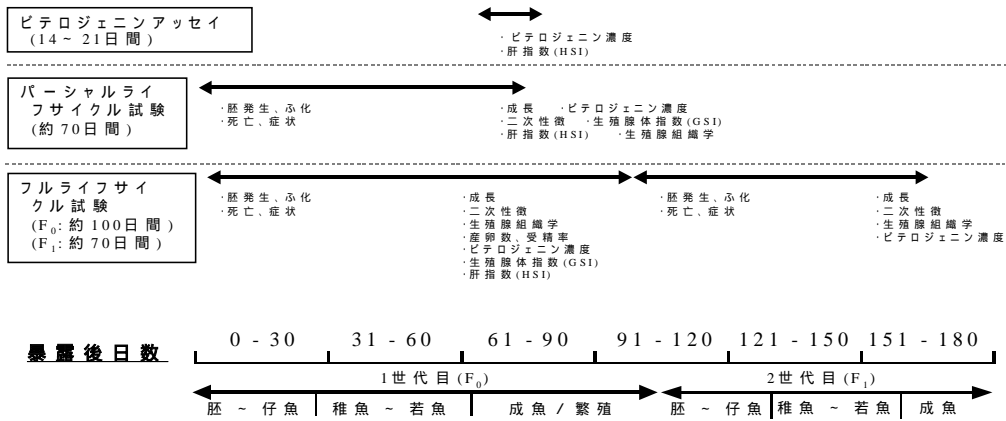 ビテロジェニンアッセイ
(14~21日間)
・ビテロジェニン濃度
・肝指数(HSI)
パーシャルライ
フサイクル試験
(約70日間)
・胚発生、ふ化
・死亡、症状
・成長 ・ビテロジェニン濃度
・二次性徴 ・生殖腺体指数(GSI)
・肝指数(HSI) ・生殖腺組織学
フルライフサイ
クル試験
(F₀:約100日間)
(F₁:約70日間)
・胚発生、ふ化
・死亡、症状
・成長
・二次性徴
・生殖腺組織学
・産卵数、受精率
・ビテロジェニン濃度
・生殖腺体指数(GSI)
・肝指数(HSI)
・胚発生、ふ化
・死亡、症状
・成長
・二次性徴
・生殖腺組織学
・ビテロジェニン濃度
暴露後日数 0 - 30 31 - 60 61 - 90 91 - 120 121 - 150 151 - 180
1世代目(F₀) 2世代目(F₁)
胚 ~ 仔魚 稚魚 ~ 若魚 成魚 / 繁殖 胚 ~ 仔魚 稚魚 ~ 若魚 成魚